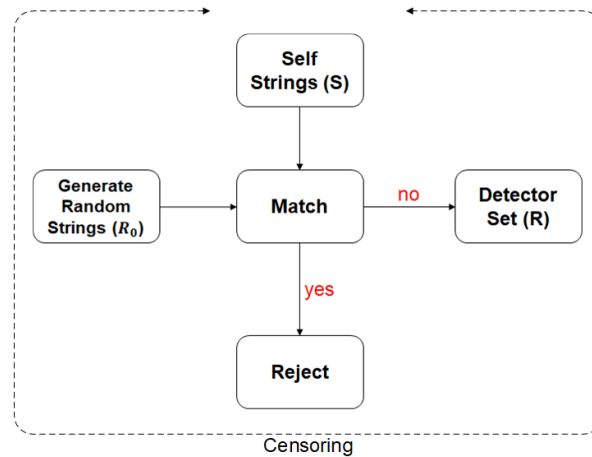 Self
Strings (S)
Generate
Random
Strings (R₀)
Match
no
Detector
Set (R)
yes
Reject
Censoring